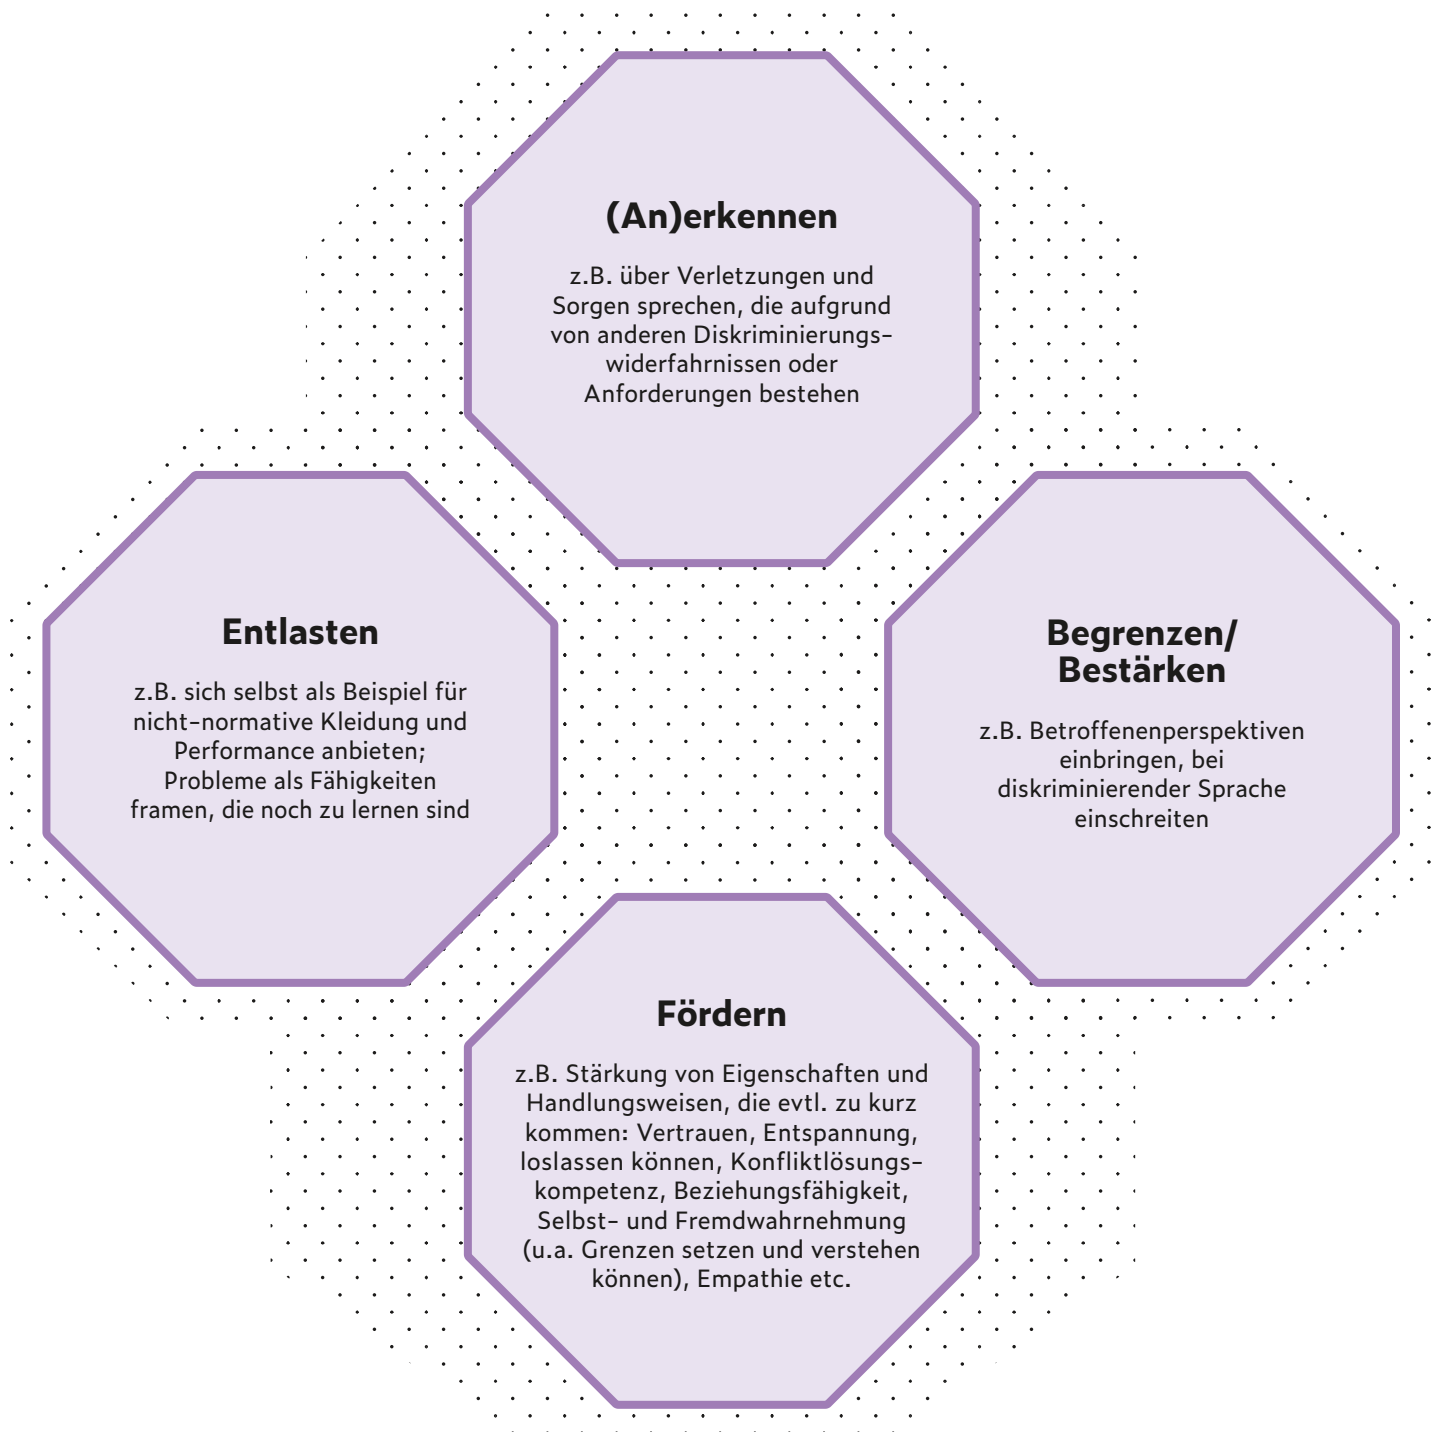 (An)erkennen
z.B. über Verletzungen und
Sorgen sprechen, die aufgrund
von anderen Diskriminierungs-
widerfahrnissen oder
Anforderungen bestehen
Entlasten
z.B. sich selbst als Beispiel für
nicht-normative Kleidung und
Performance anbieten;
Probleme als Fähigkeiten
framen, die noch zu lernen sind
Begrenzen/
Bestärken
z.B. Betroffenenperspektiven
einbringen, bei
diskriminierender Sprache
einschreiten
Fördern
z.B. Stärkung von Eigenschaften und
Handlungsweisen, die evtl. zu kurz
kommen: Vertrauen, Entspannung,
loslassen können, Konfliktlösungs-
kompetenz, Beziehungsfähigkeit,
Selbst- und Fremdwahrnehmung
(u.a. Grenzen setzen und verstehen
können), Empathie etc.